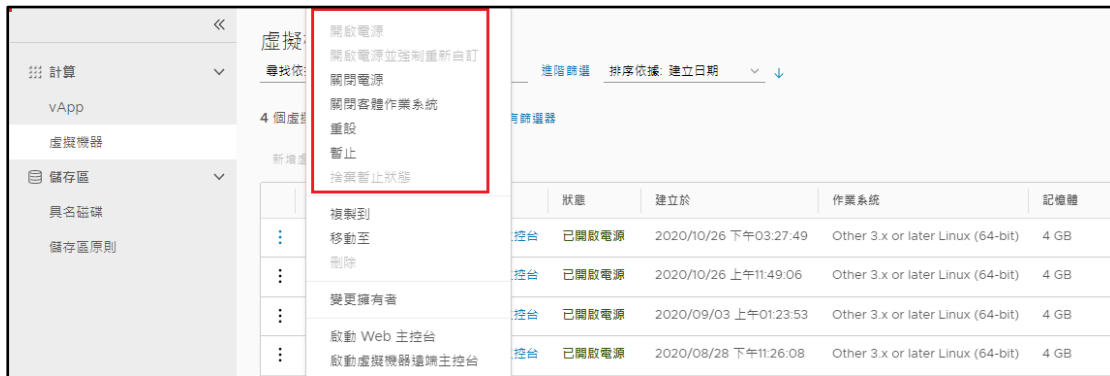 計算
vApp
虛擬機器
儲存區
具名磁碟
儲存區原則
虛擬
尋找依
進階篩選
排序依據: 建立日期
4 個虛
有篩選器
新增
開啟電源
開啟電源並強制重新自訂
關閉電源
關閉客體作業系統
重設
暫止
捨棄暫止狀態
複製到
移動至
刪除
變更擁有者
啟動 Web 主控台
啟動虛擬機器遠端主控台
狀態 建立於 作業系統 記憶體
控台 已開啟電源 2020/10/26 下午03:27:49 Other 3.x or later Linux (64-bit) 4 GB
控台 已開啟電源 2020/10/26 上午11:49:06 Other 3.x or later Linux (64-bit) 4 GB
控台 已開啟電源 2020/09/03 上午01:23:53 Other 3.x or later Linux (64-bit) 4 GB
控台 已開啟電源 2020/08/28 下午11:26:08 Other 3.x or later Linux (64-bit) 4 GB